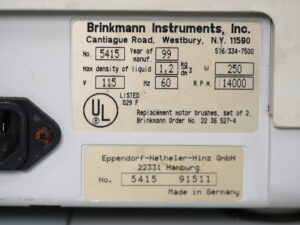 Brinkmann Instruments, Inc.
Cantiague Road, Westbury, N.Y. 11590
516/334-7500
No. 5415 Year of manuf. 99
Max density of liquid 1,2 kg/dm3 W 250
V 115 Hz 60 R.P.M. 14000
UL
LISTED
829 F
Replacement motor brushes, set of 2,
Brinkmann Order No. 22 36 527-4
Eppendorf-Netheler-Hinz GmbH
22331 Hamburg
No. 5415 91511
Made in Germany